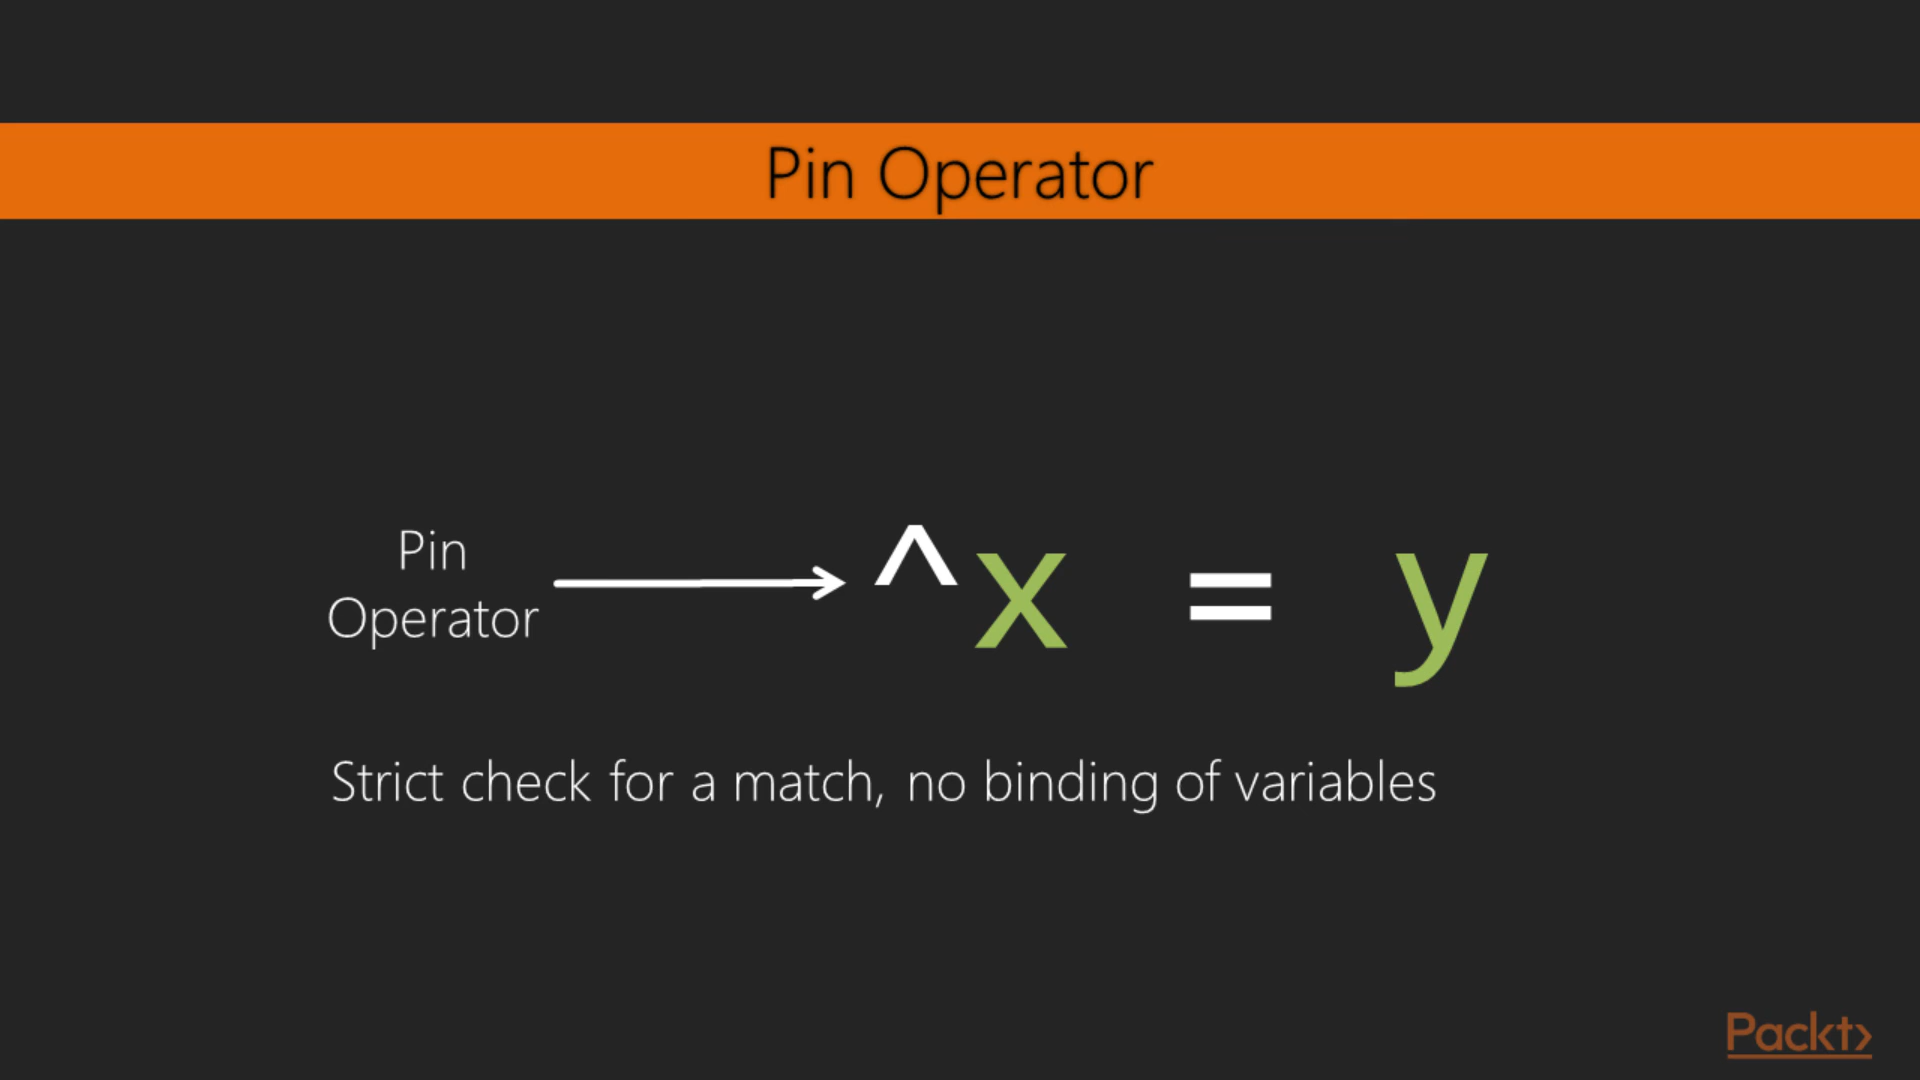 Pin Operator
Pin
Operator
^x = y
Strict check for a match, no binding of variables
Packt>